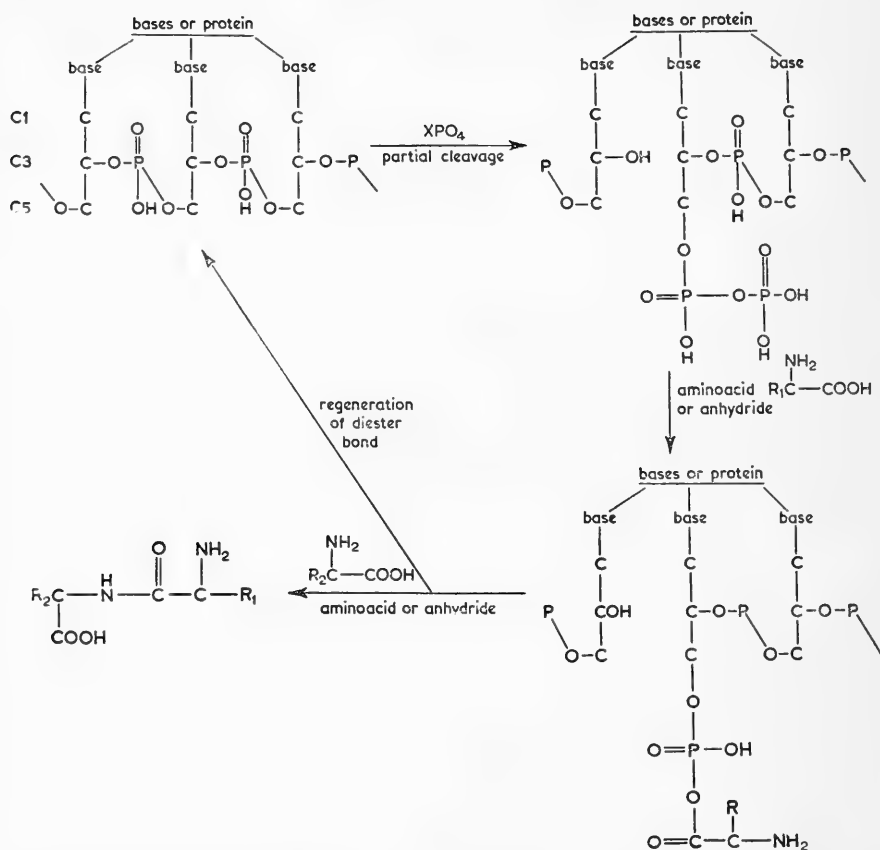 bases or protein
base base base
C1 C C C
O O
C3 C—O—P C—O—P C—O—P
C5 O—C OH O—C H O—C
XPO4
partial cleavage
bases or protein
base base base
C C C
O
P C—OH C—O—P C—O—P
O—C C O O—C
H
O
O
O=P—O—P—OH
O O
H H
aminoacid
or anhydride
NH2
R1C—COOH
regeneration
of diester
bond
NH2
R2C—COOH
aminoacid or anhydride
O NH2
H
R2C—N—C—C—R1
COOH
bases or protein
base base base
C C C
P COH C—O—P C—O—P
O—C C O—C
O
O=P—OH
O R
O=C—C—NH2